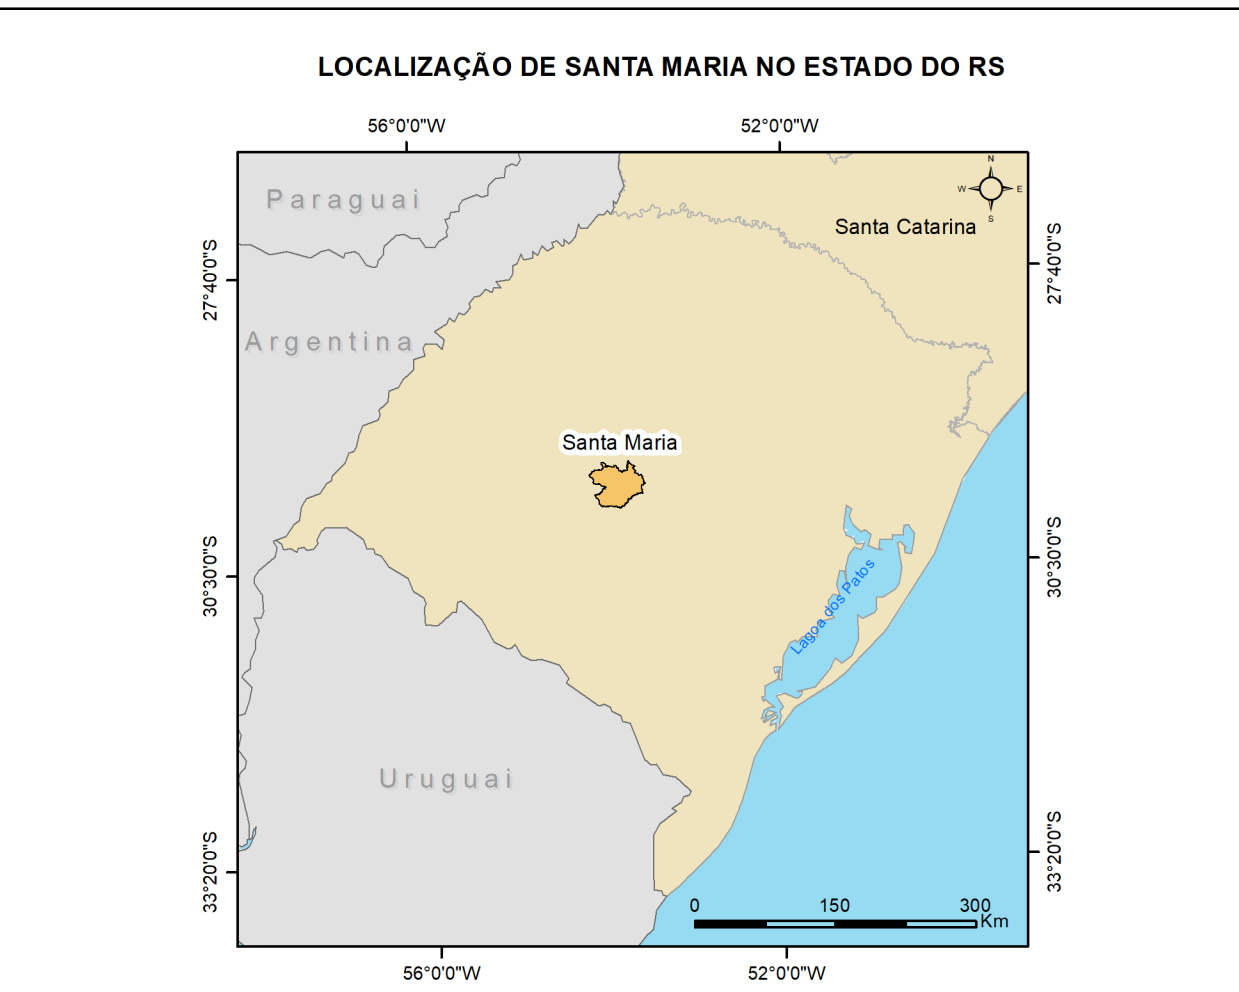 LOCALIZAÇÃO DE SANTA MARIA NO ESTADO DO RS
56°0'0"W
52°0'0"W
N
W
E
S
Paraguai
Santa Catarina
27°40'0"S
27°40'0"S
Argentina
Santa Maria
30°30'0"S
30°30'0"S
Lagoa dos Patos
Uruguai
33°20'0"S
33°20'0"S
0 150 300
Km
56°0'0"W
52°0'0"W